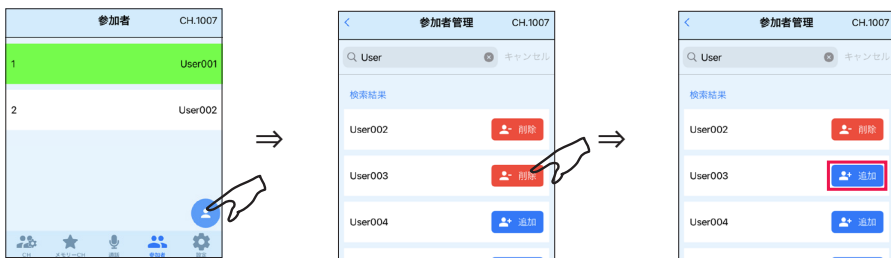 参加者 CH.1007
1 User001
2 User002
CH メモリーCH 通話 参加者 設定
⇒
参加者管理 CH.1007
User キャンセル
検索結果
User002 削除
User003 削除
User004 追加
⇒
参加者管理 CH.1007
User キャンセル
検索結果
User002 削除
User003 追加
User004 追加